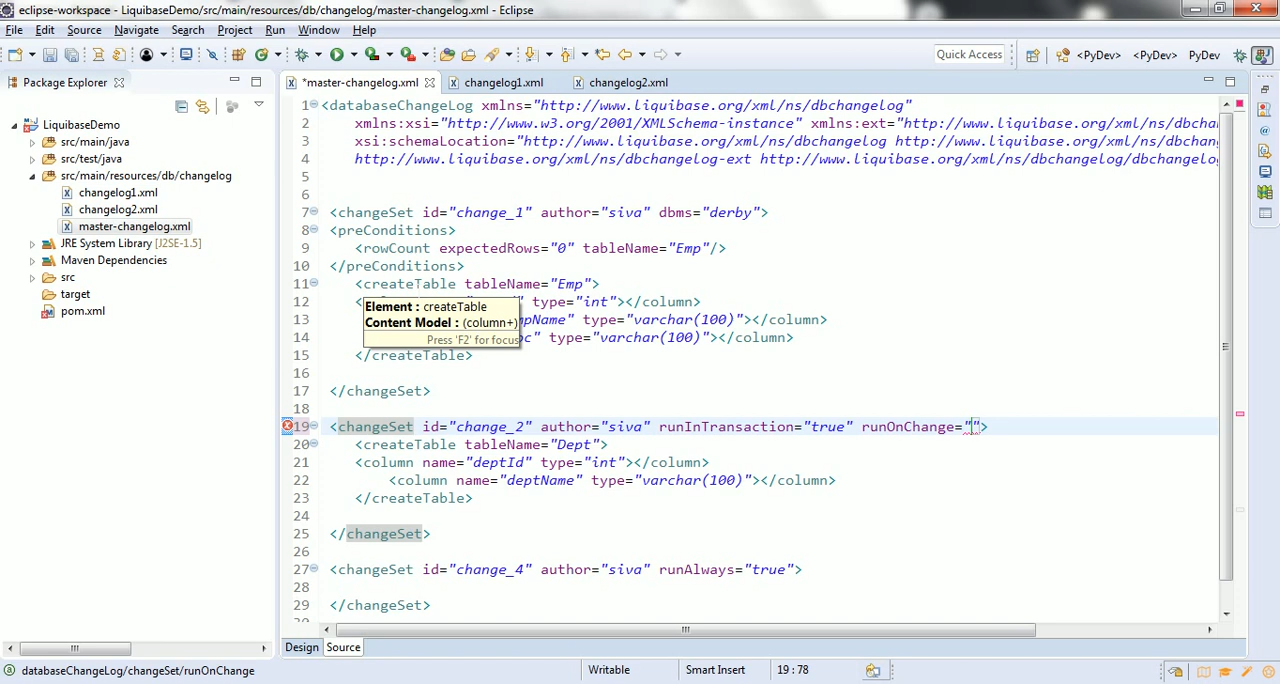 eclipse-workspace - LiquibaseDemo/src/main/resources/db/changelog/master-changelog.xml - Eclipse
File Edit Source Navigate Search Project Run Window Help
Quick Access <PyDev> <PyDev> PyDev
Package Explorer
*master-changelog.xml changelog1.xml changelog2.xml
LiquibaseDemo
src/main/java
src/test/java
src/main/resources/db/changelog
changelog1.xml
changelog2.xml
master-changelog.xml
JRE System Library [J2SE-1.5]
Maven Dependencies
src
target
pom.xml
1 <databaseChangeLog xmlns="http://www.liquibase.org/xml/ns/dbchangelog"
2 xmlns:xsi="http://www.w3.org/2001/XMLSchema-instance" xmlns:ext="http://www.liquibase.org/xml/ns/dbcha
3 xsi:schemaLocation="http://www.liquibase.org/xml/ns/dbchangelog http://www.liquibase.org/xml/ns/dbchan
4 http://www.liquibase.org/xml/ns/dbchangelog-ext http://www.liquibase.org/xml/ns/dbchangelog/dbchangelo
5
6
7 <changeSet id="change_1" author="siva" dbms="derby">
8 <preConditions>
9 <rowCount expectedRows="0" tableName="Emp"/>
10 </preConditions>
11 <createTable tableName="Emp">
12 type="int"></column>
Element : createTable
Content Model : (column+)
Press 'F2' for focus
13 mpName" type="varchar(100)"></column>
14 oc" type="varchar(100)"></column>
15 </createTable>
16
17 </changeSet>
18
19 <changeSet id="change_2" author="siva" runInTransaction="true" runOnChange="">
20 <createTable tableName="Dept">
21 <column name="deptId" type="int"></column>
22 <column name="deptName" type="varchar(100)"></column>
23 </createTable>
24
25 </changeSet>
26
27 <changeSet id="change_4" author="siva" runAlways="true">
28
29 </changeSet>
Design Source
databaseChangeLog/changeSet/runOnChange Writable Smart Insert 19 : 78